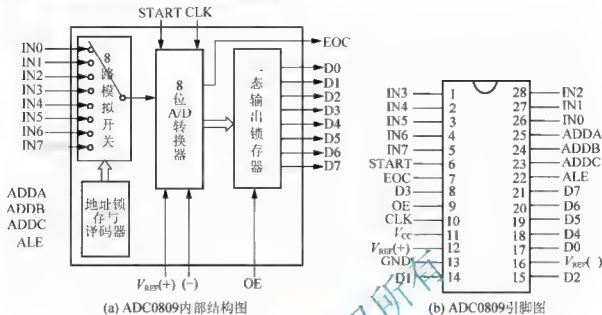 START CLK
EOC
IN0
IN1
IN2
IN3
IN4
IN5
IN6
IN7
8路模拟开关
8位A/D转换器
态输出锁存器
D0
D1
D2
D3
D4
D5
D6
D7
ADDA
ADDB
ADDC
ALE
地址锁存与译码器
VREF(+) (-)
OE
(a) ADC0809内部结构图
IN3 1
IN4 2
IN5 3
IN6 4
IN7 5
START 6
EOC 7
D3 8
OE 9
CLK 10
VCC 11
VREF(+) 12
GND 13
D1 14
28 IN2
27 IN1
26 IN0
25 ADDA
24 ADDB
23 ADDC
22 ALE
21 D7
20 D6
19 D5
18 D4
17 D0
16 VREF( )
15 D2
(b) ADC0809引脚图
所有